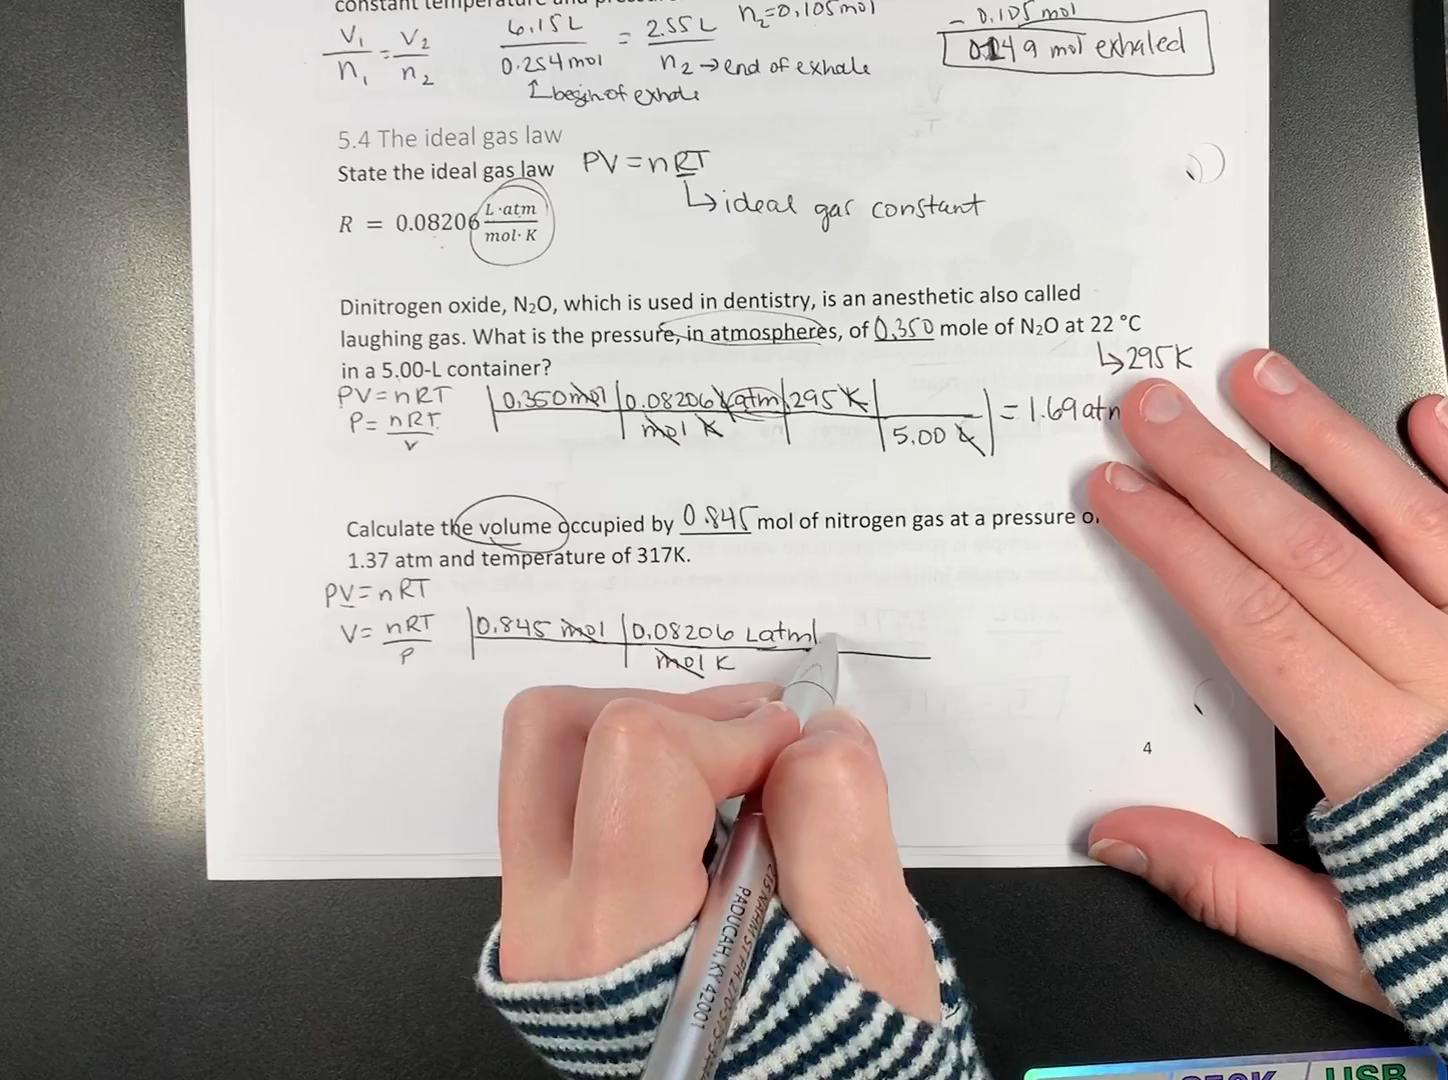 constant temperature and
V₁/n₁ = V₂/n₂   6.15 L/0.254 mol = 2.55 L/n₂ → end of exhale   n₂=0.105 mol   − 0.105 mol
↑ begin of exhale
mol exhaled
5.4 The ideal gas law
State the ideal gas law   PV = nRT
↳ ideal gas constant
R = 0.08206 L·atm/mol·K
Dinitrogen oxide, N2O, which is used in dentistry, is an anesthetic also called
laughing gas. What is the pressure, in atmospheres, of 0.350 mole of N2O at 22 °C
↳ 295 K
in a 5.00-L container?
PV = nRT
P = nRT/V   | 0.350 mol | 0.08206 L atm/mol K | 295 K | /5.00 L | = 1.69 atm
Calculate the volume occupied by 0.845 mol of nitrogen gas at a pressure o
1.37 atm and temperature of 317K.
PV = nRT
V = nRT/P   | 0.845 mol | 0.08206 L atm/mol K |
4
PADUCAH, KY 42001
USB